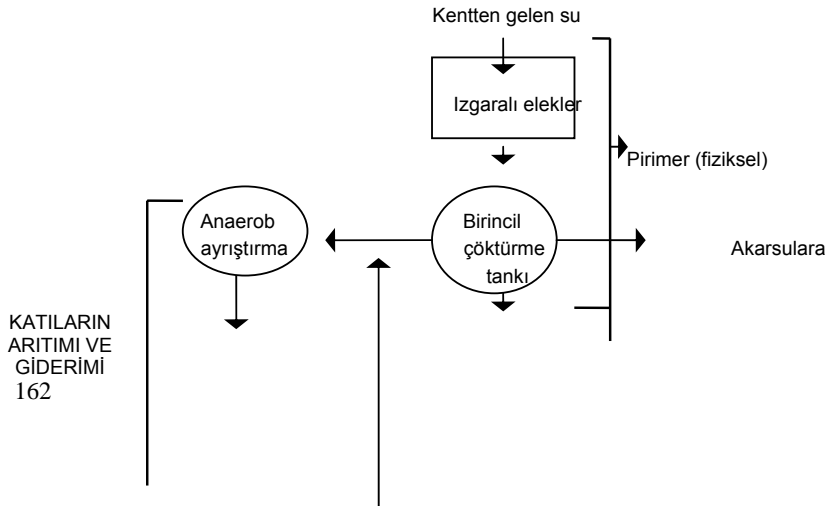 Kentten gelen su
Izgaralı elekler
Pirimer (fiziksel)
Anaerob
ayrıştırma
Birincil
çöktürme
tankı
Akarsulara
KATILARIN
ARITIMI VE
GİDERİMİ
162